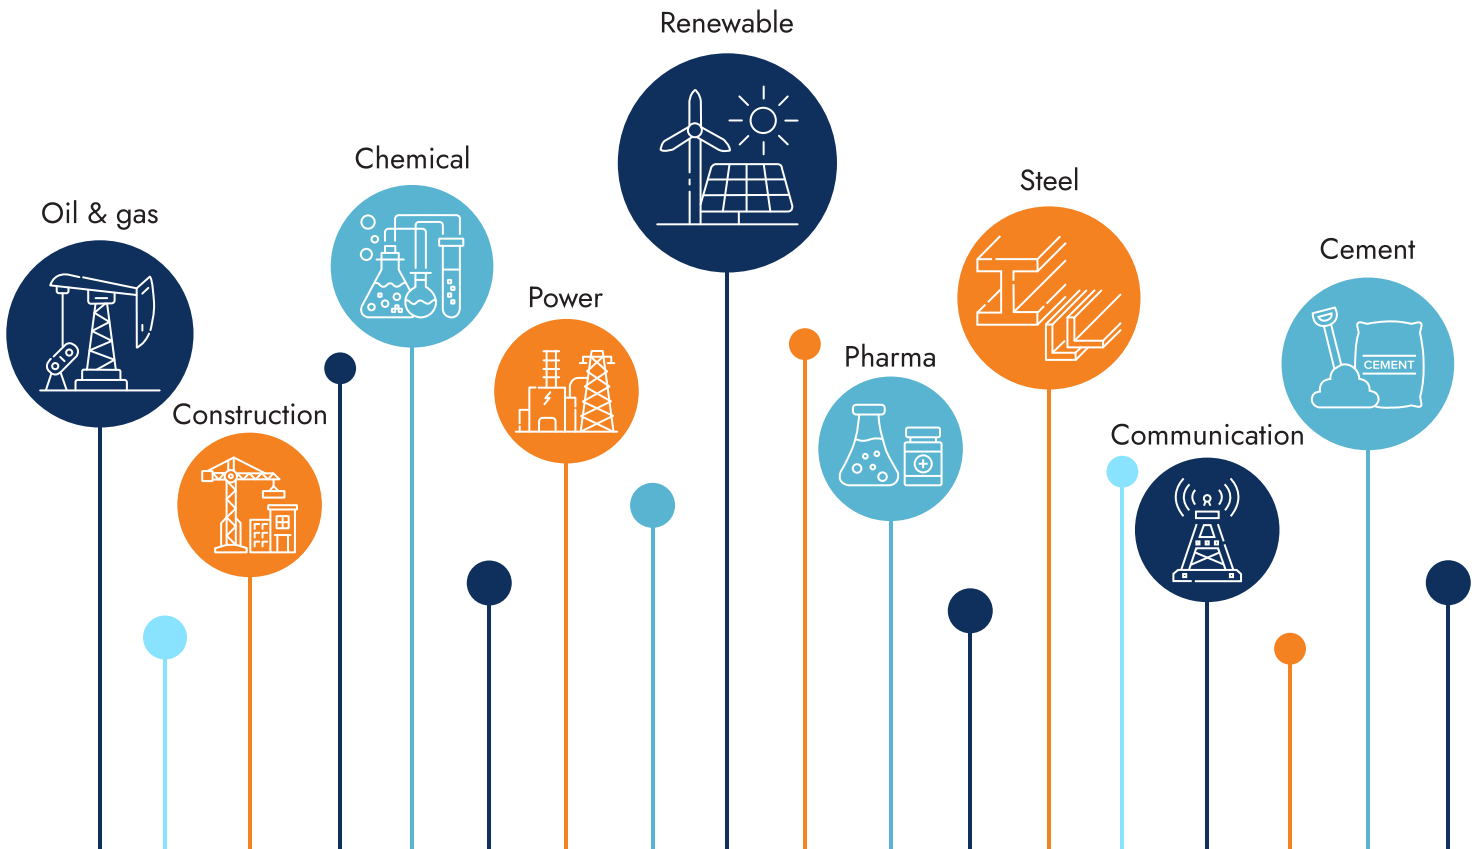 Renewable
Chemical
Steel
Oil & gas
Cement
Power
Pharma
CEMENT
Construction
Communication